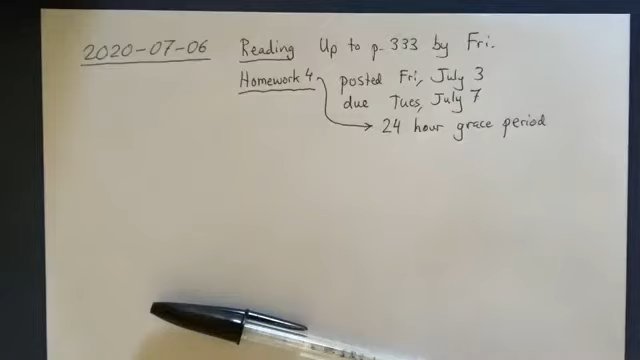 2020-07-06 Reading Up to p. 333 by Fri.
Homework 4 posted Fri, July 3
due Tues, July 7
24 hour grace period